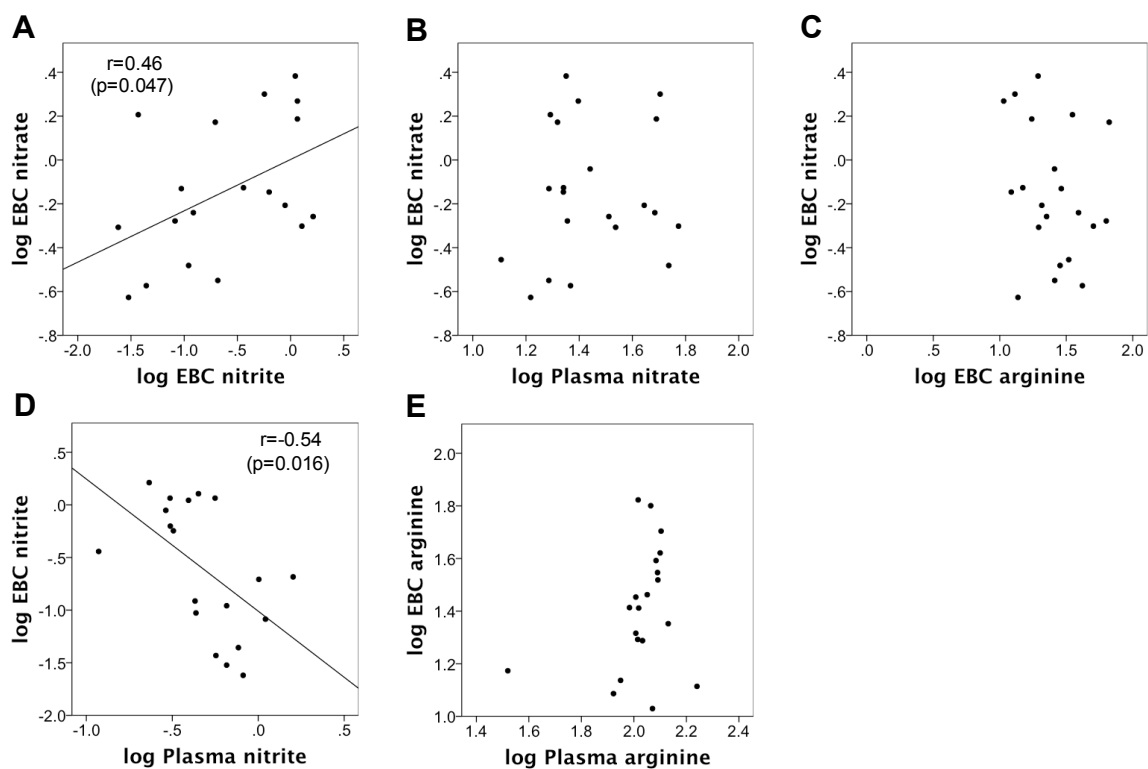 A
r=0.46
(p=0.047)
log EBC nitrate
.4
.2
.0
-.2
-.4
-.6
-.8
-2.0 -1.5 -1.0 -.5 .0 .5
log EBC nitrite
B
log EBC nitrate
.4
.2
.0
-.2
-.4
-.6
-.8
1.0 1.2 1.4 1.6 1.8 2.0
log Plasma nitrate
C
log EBC nitrate
.4
.2
.0
-.2
-.4
-.6
-.8
.0 .5 1.0 1.5 2.0
log EBC arginine
D
r=-0.54
(p=0.016)
log EBC nitrite
.5
.0
-.5
-1.0
-1.5
-2.0
-1.0 -.5 .0 .5
log Plasma nitrite
E
log EBC arginine
2.0
1.8
1.6
1.4
1.2
1.0
1.4 1.6 1.8 2.0 2.2 2.4
log Plasma arginine